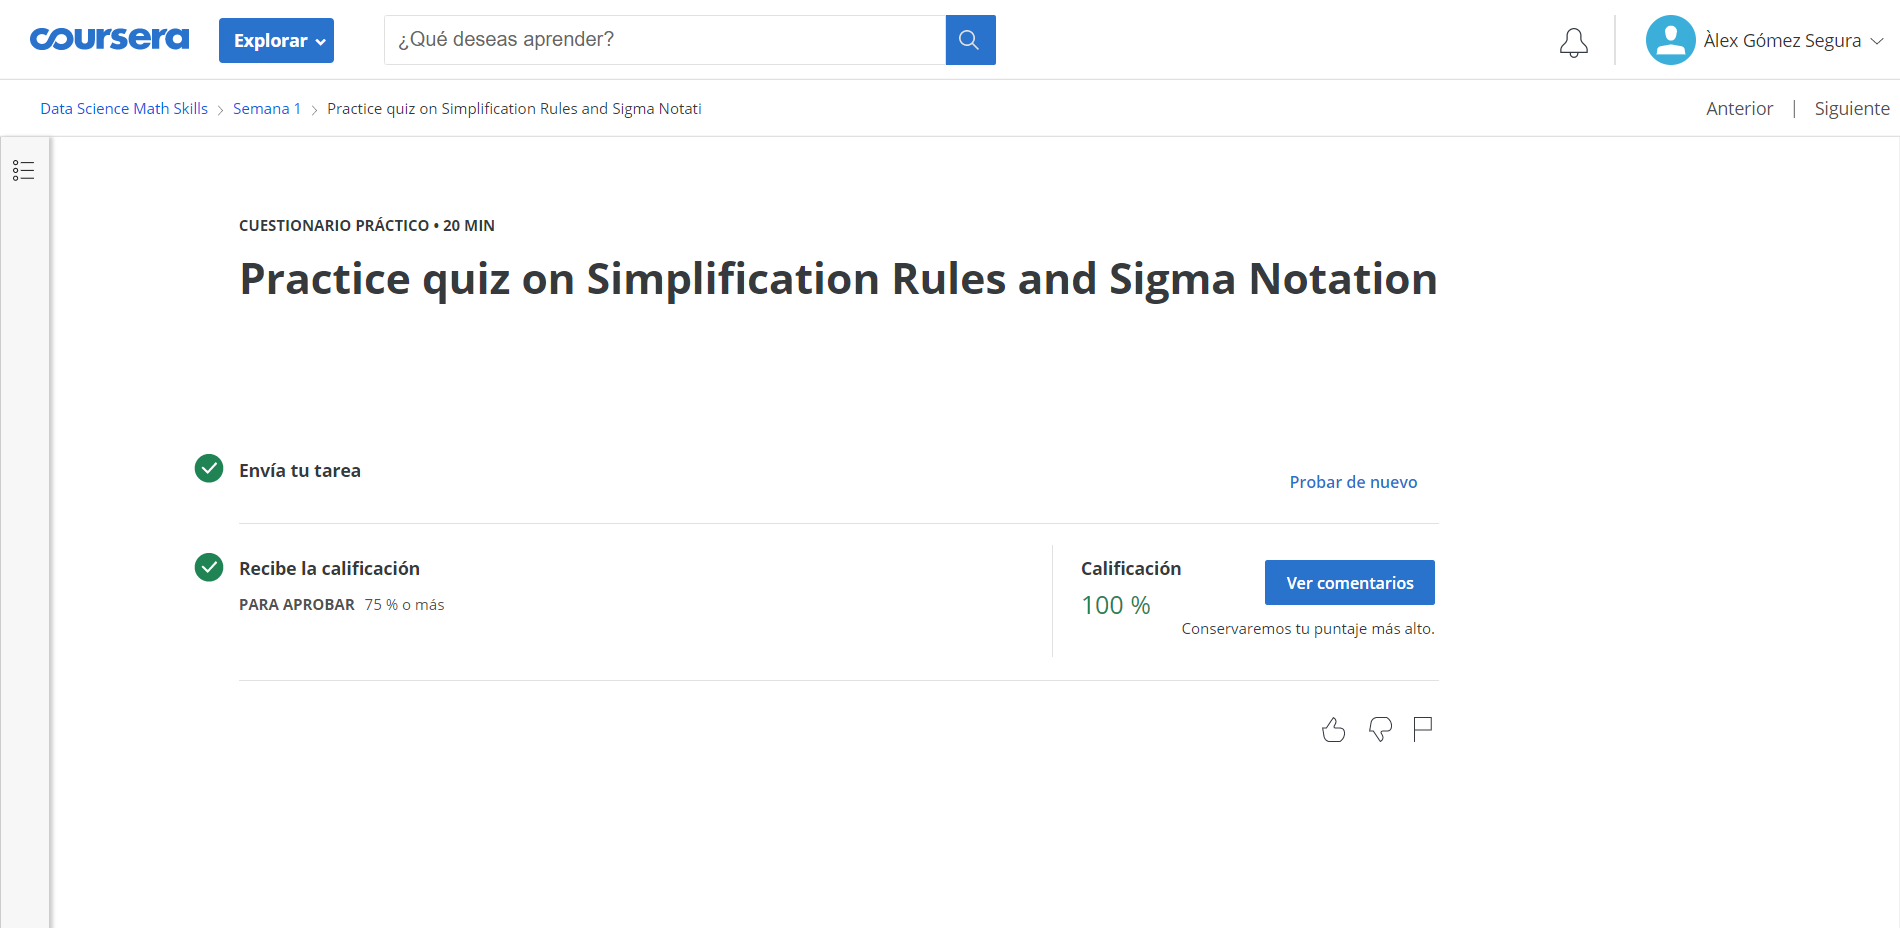 coursera
Explorar
¿Qué deseas aprender?
Àlex Gómez Segura
Data Science Math Skills
Semana 1
Practice quiz on Simplification Rules and Sigma Notati
Anterior | Siguiente
CUESTIONARIO PRÁCTICO • 20 MIN
Practice quiz on Simplification Rules and Sigma Notation
Envía tu tarea
Probar de nuevo
Recibe la calificación
PARA APROBAR 75 % o más
Calificación
100 %
Ver comentarios
Conservaremos tu puntaje más alto.